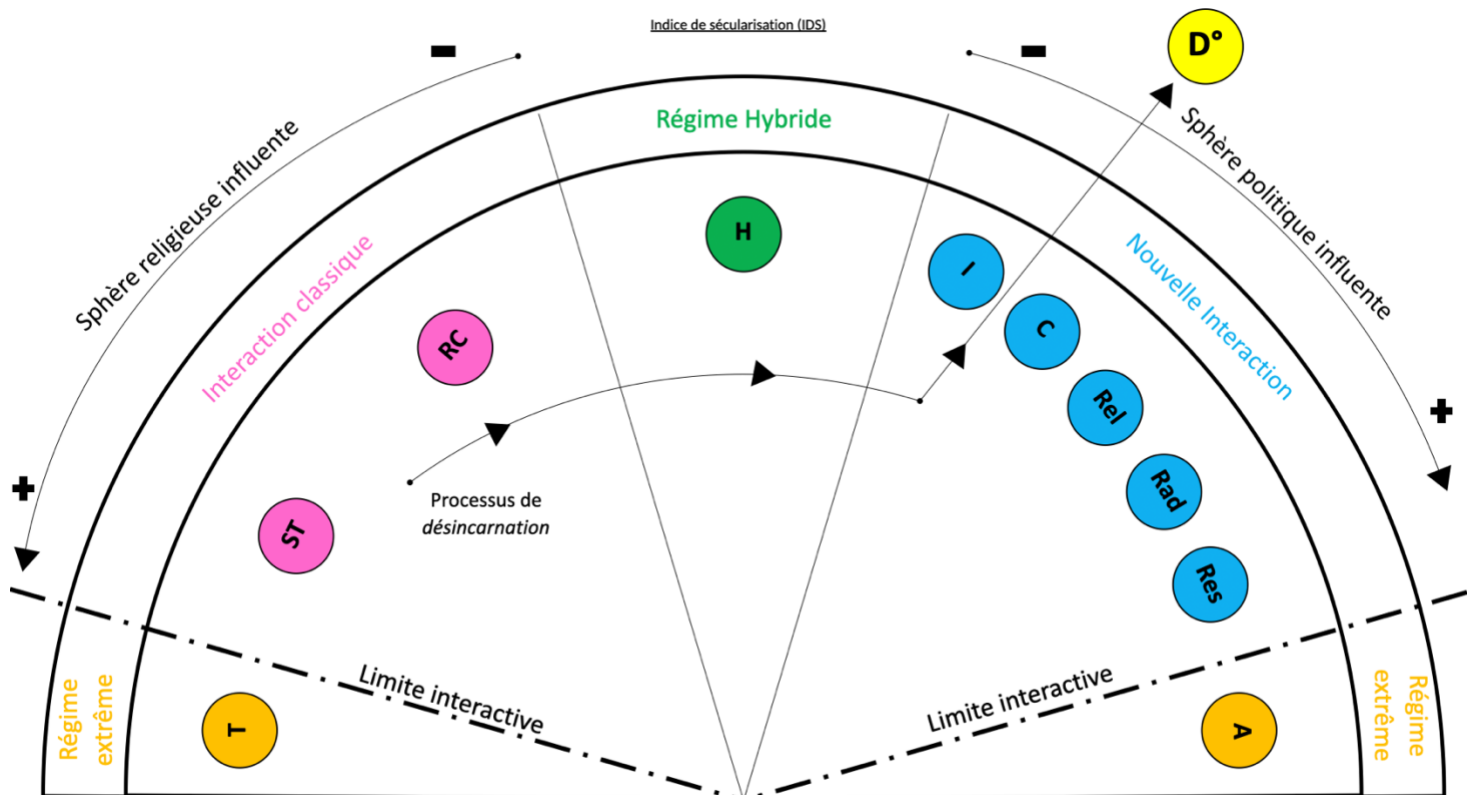 Indice de sécularisation (IDS)
D°
Sphère religieuse influente
Sphère politique influente
Régime Hybride
Interaction classique
Nouvelle Interaction
H
I
RC
C
Rel
Rad
ST
Res
Processus de
désincarnation
Limite interactive
Limite interactive
Régime
extrême
Régime
extrême
T
A